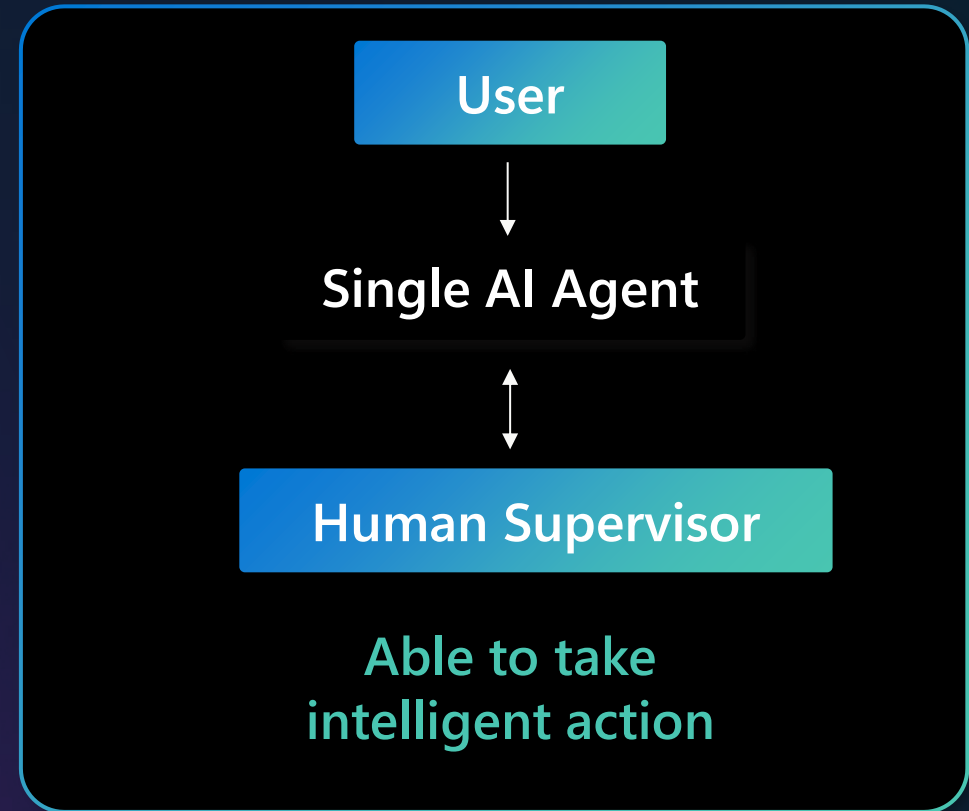 User
Single AI Agent
Human Supervisor
Able to take
intelligent action